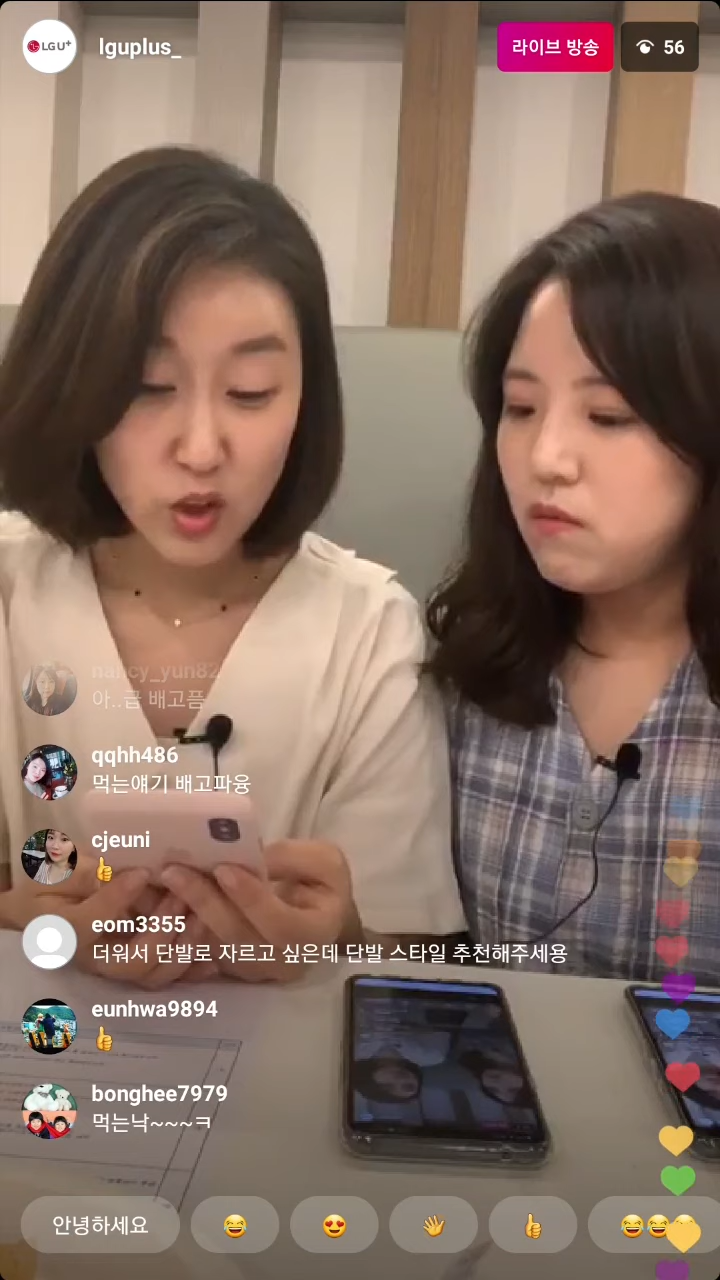 LG U+
lguplus_
라이브 방송
56
nancy_yun82
아..급 배고픔
qqhh486
먹는얘기 배고파융
cjeuni
👍
eom3355
더워서 단발로 자르고 싶은데 단발 스타일 추천해주세용
eunhwa9894
👍
bonghee7979
먹는낙~~~ㅋ
안녕하세요